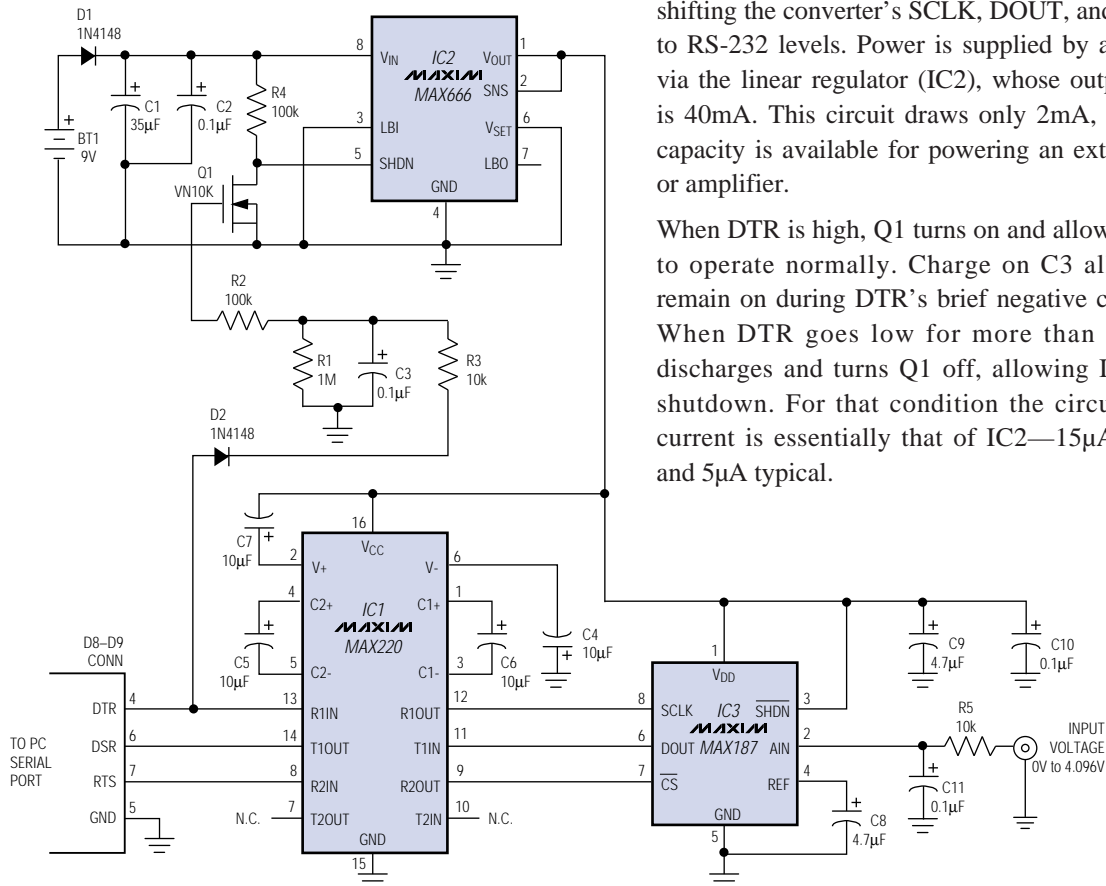 shifting the converter's SCLK, DOUT, and
to RS-232 levels. Power is supplied by a
via the linear regulator (IC2), whose outp
is 40mA. This circuit draws only 2mA,
capacity is available for powering an ext
or amplifier.
When DTR is high, Q1 turns on and allow
to operate normally. Charge on C3 al
remain on during DTR's brief negative c
When DTR goes low for more than
discharges and turns Q1 off, allowing I
shutdown. For that condition the circu
current is essentially that of IC2—15µA
and 5µA typical.
D1
1N4148
+
BT1
9V
+
C1
35µF
+
C2
0.1µF
R4
100k
Q1
VN10K
8
VIN
IC2
MAXIM
MAX666
VOUT
1
SNS
2
3
LBI
VSET
6
5
SHDN
LBO
7
GND
4
R2
100k
R1
1M
+
C3
0.1µF
R3
10k
D2
1N4148
+
C7
10µF
16
VCC
2
V+
V-
6
4
C2+
C1+
1
IC1
MAXIM
MAX220
+
C5
10µF
5
C2-
C1-
3
+
C6
10µF
C4
10µF
+
D8–D9
CONN
TO PC
SERIAL
PORT
DTR
4
13
R1IN
R1OUT
12
DSR
6
14
T1OUT
T1IN
11
RTS
7
8
R2IN
R2OUT
9
GND
5
N.C.
7
T2OUT
T2IN
10
N.C.
GND
15
1
VDD
8
SCLK
IC3
SHDN
3
MAXIM
6
DOUT
MAX187
AIN
2
7
CS
REF
4
GND
5
+
C8
4.7µF
+
C9
4.7µF
+
C10
0.1µF
R5
10k
+
C11
0.1µF
INPUT
VOLTAGE
0V to 4.096V